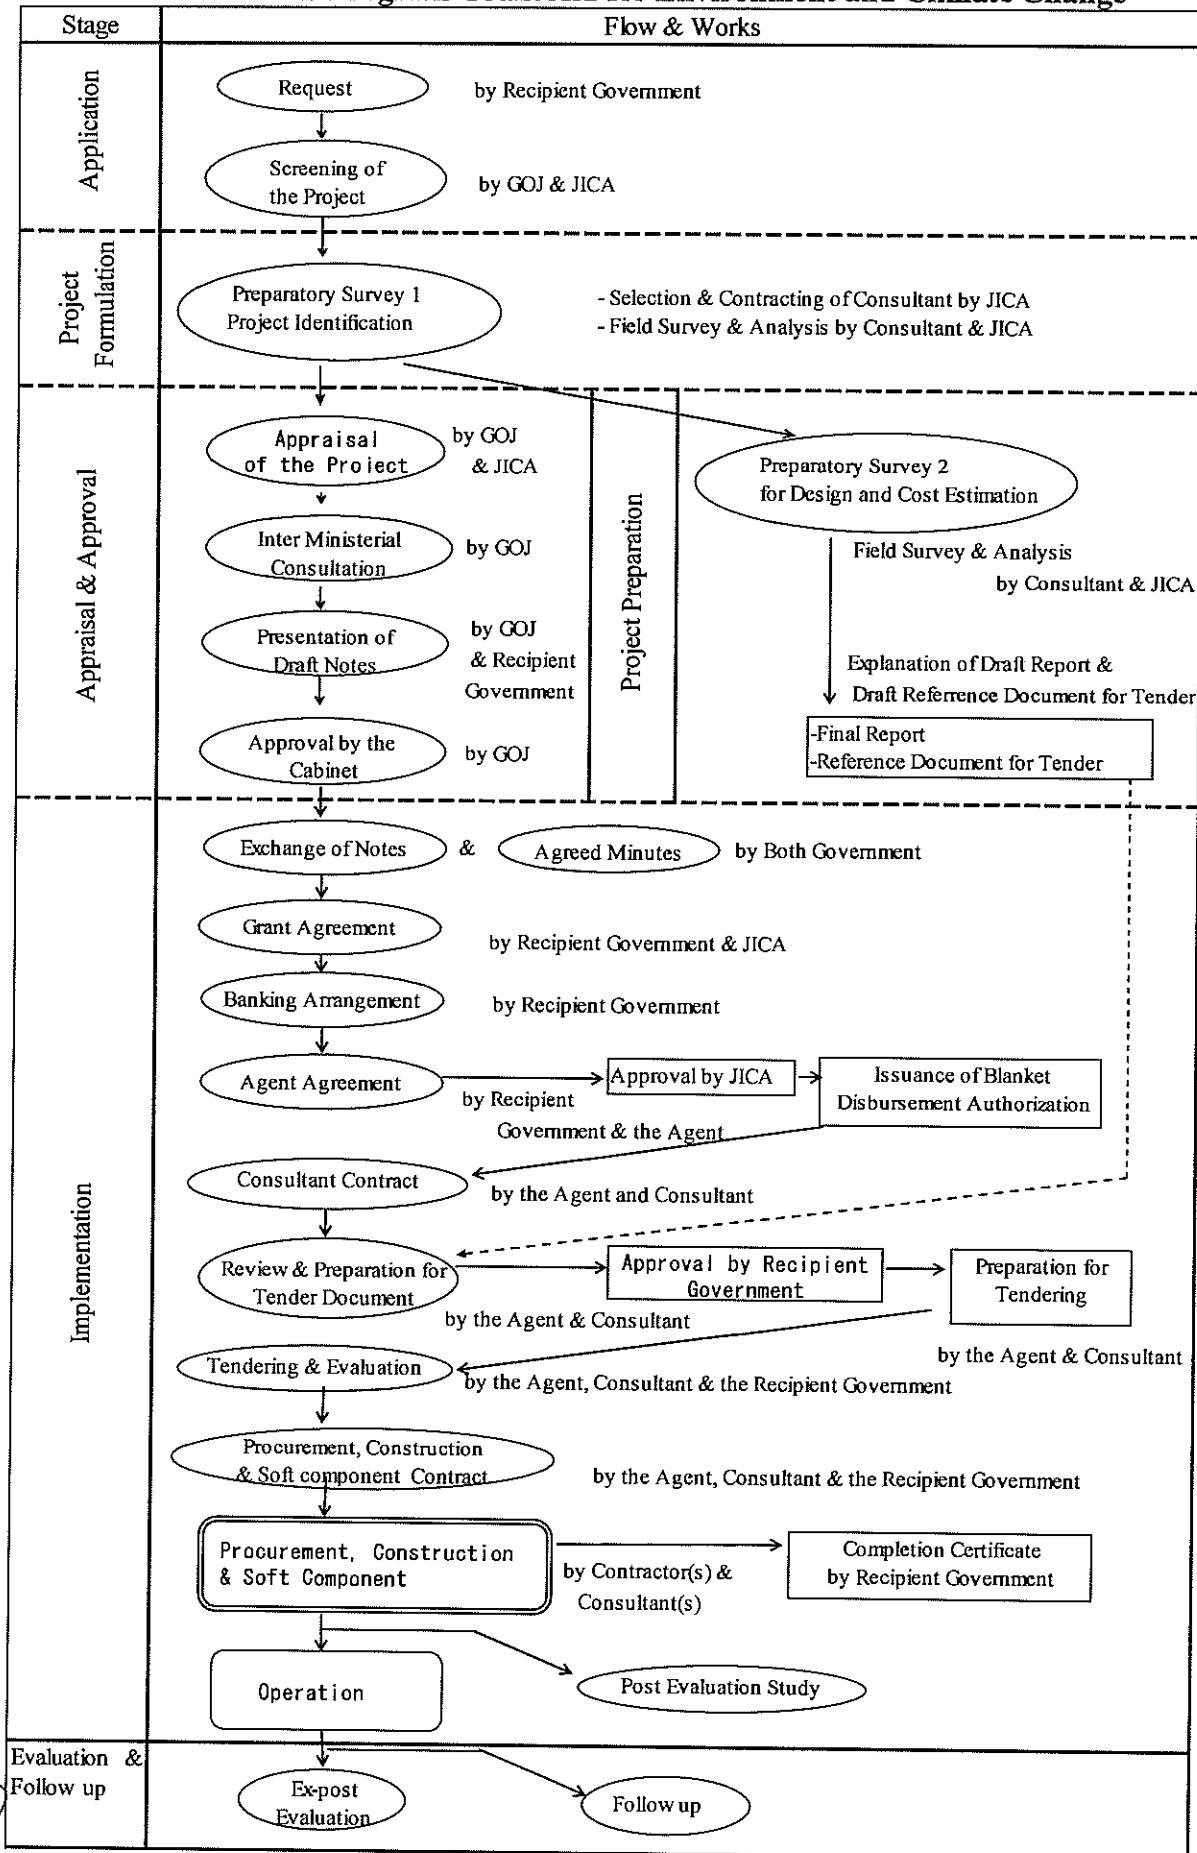 and Climate Change
Stage
Flow & Works
Application
Request
by Recipient Government
Screening of
the Project
by GOJ & JICA
Project
Formulation
Preparatory Survey 1
Project Identification
- Selection & Contracting of Consultant by JICA
- Field Survey & Analysis by Consultant & JICA
Appraisal & Approval
Appraisal
of the Project
by GOJ
& JICA
Inter Ministerial
Consultation
by GOJ
Presentation of
Draft Notes
by GOJ
& Recipient
Government
Approval by the
Cabinet
by GOJ
Project Preparation
Preparatory Survey 2
for Design and Cost Estimation
Field Survey & Analysis
by Consultant & JICA
Explanation of Draft Report &
Draft Referrence Document for Tender
-Final Report
-Reference Document for Tender
Implementation
Exchange of Notes
&
Agreed Minutes
by Both Government
Grant Agreement
by Recipient Government & JICA
Banking Arrangement
by Recipient Government
Agent Agreement
by Recipient
Government & the Agent
Approval by JICA
Issuance of Blanket
Disbursement Authorization
Consultant Contract
by the Agent and Consultant
Review & Preparation for
Tender Document
by the Agent & Consultant
Approval by Recipient
Government
Preparation for
Tendering
by the Agent & Consultant
Tendering & Evaluation
by the Agent, Consultant & the Recipient Government
Procurement, Construction
& Soft component Contract
by the Agent, Consultant & the Recipient Government
Procurement, Construction
& Soft Component
by Contractor(s) &
Consultant(s)
Completion Certificate
by Recipient Government
Operation
Post Evaluation Study
Evaluation &
Follow up
Ex-post
Evaluation
Follow up